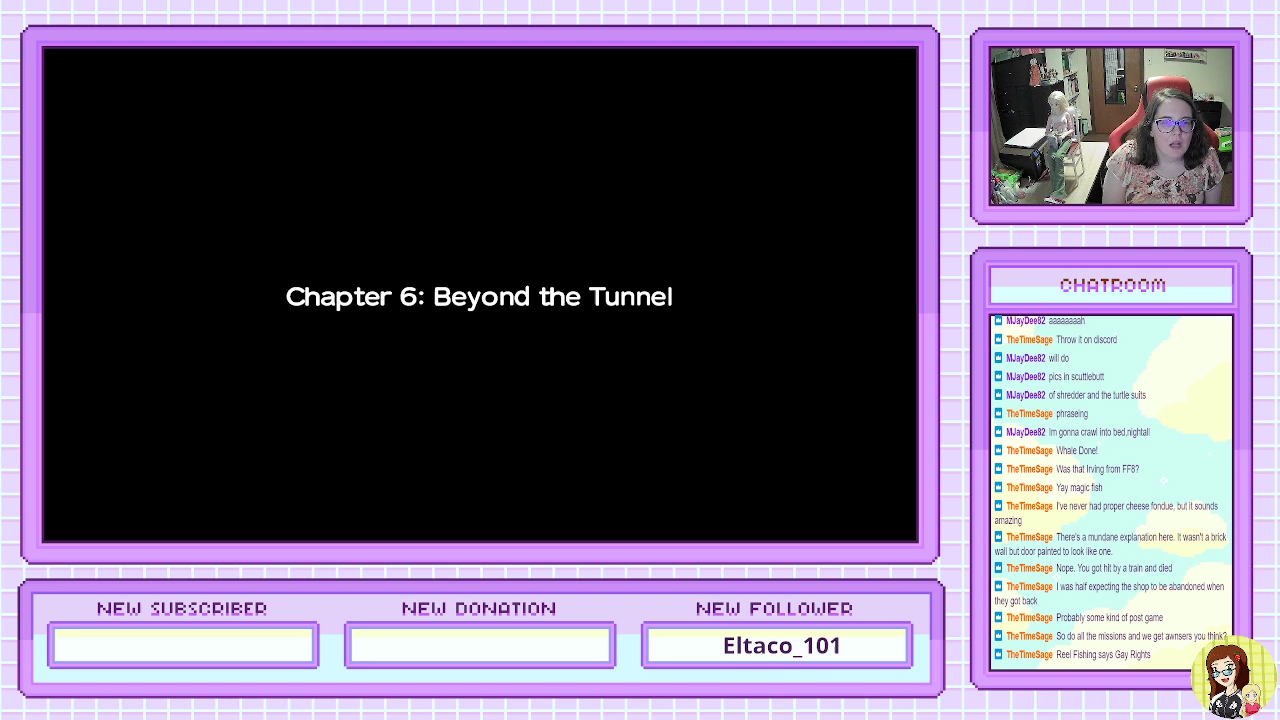 Chapter 6: Beyond the Tunnel
CHATROOM
MJayDee82 aaaaaaaah
TheTimeSage Throw it on discord
MJayDee82 will do
MJayDee82 pics in scuttlebutt
MJayDee82 of shredder and the turtle suits
TheTimeSage phraseing
MJayDee82 Im gonna crawl into bed,nightall
TheTimeSage Whale Done!
TheTimeSage Was that Irving from FF8?
TheTimeSage Yay magic fish
TheTimeSage I've never had proper cheese fondue, but it sounds
amazing
TheTimeSage There's a mundane explanation here. It wasn't a brick
wall but door painted to look like one.
TheTimeSage Nope. You got hit by a train and died
TheTimeSage I was half expecting the shop to be abandoned when
they got back
TheTimeSage Probably some kind of post game
TheTimeSage So do all the missions and we get awnsers you think?
TheTimeSage Reel Fishing says Gay Rights
NEW SUBSCRIBER
NEW DONATION
NEW FOLLOWER
Eltaco_101